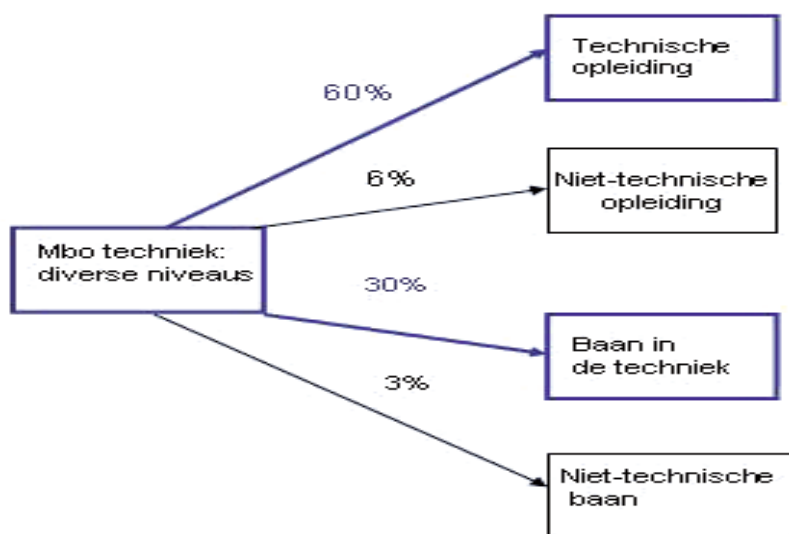 Technische
opleiding
60%
6%
Niet-technische
opleiding
Mbo techniek:
diverse niveaus
30%
Baan in
de techniek
3%
Niet-technische
baan